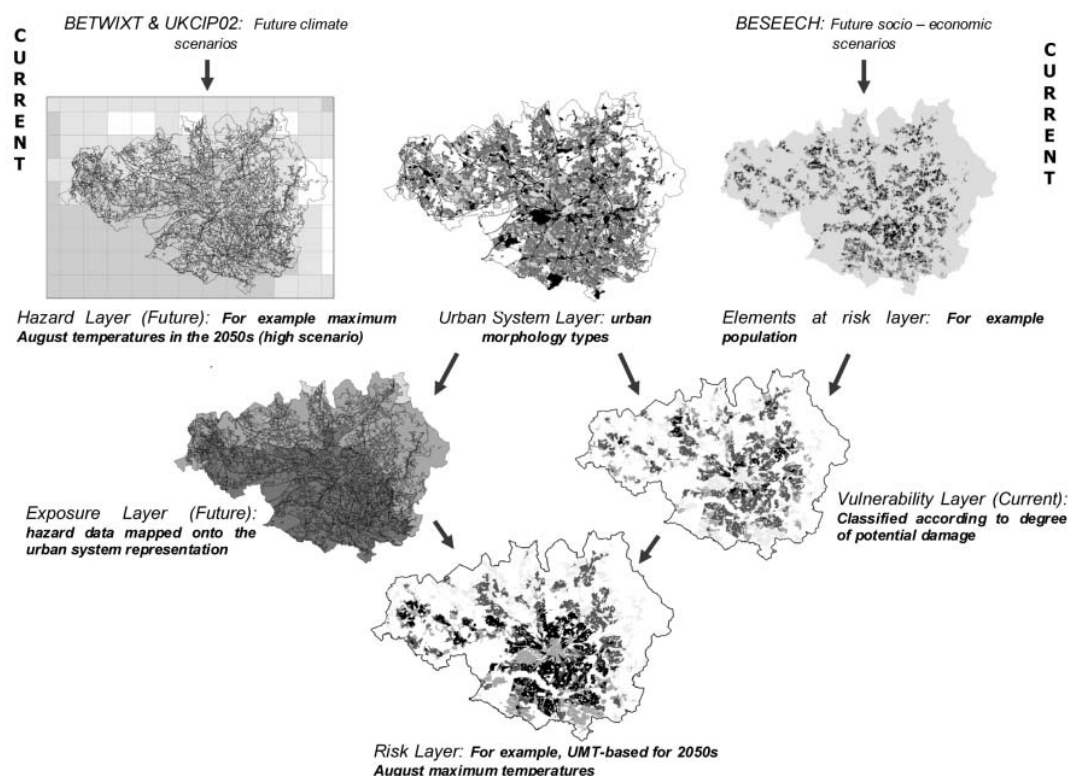 BETWIXT & UKCIP02: Future climate
scenarios
BESEECH: Future socio – economic
scenarios
CURRENT
CURRENT
Hazard Layer (Future): For example maximum
August temperatures in the 2050s (high scenario)
Urban System Layer: urban
morphology types
Elements at risk layer: For example
population
Exposure Layer (Future):
hazard data mapped onto the
urban system representation
Vulnerability Layer (Current):
Classified according to degree
of potential damage
Risk Layer: For example, UMT-based for 2050s
August maximum temperatures